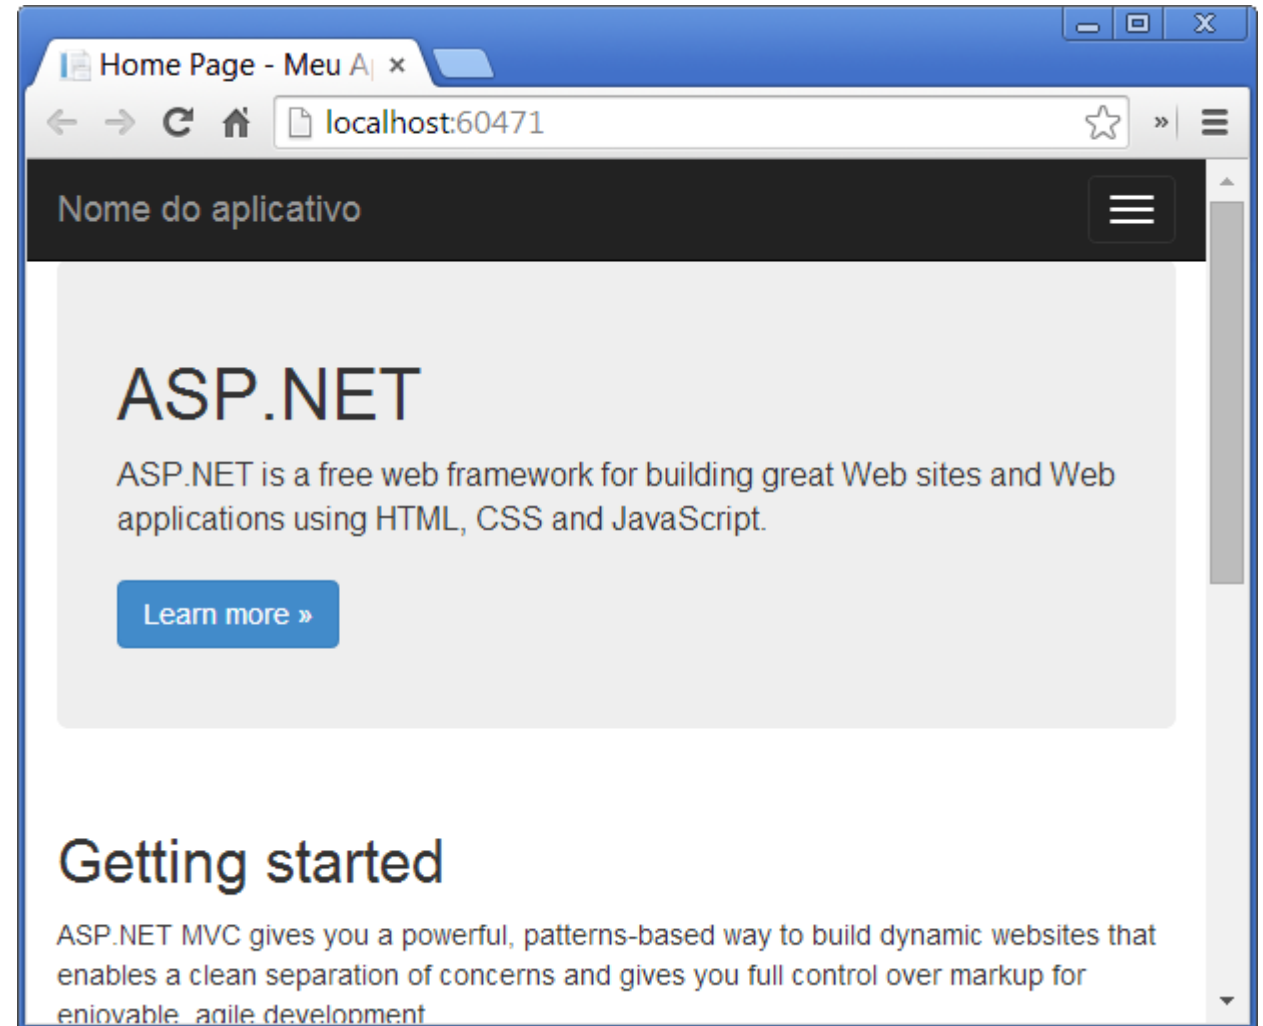 Home Page - Meu A
localhost:60471
Nome do aplicativo
ASP.NET
ASP.NET is a free web framework for building great Web sites and Web
applications using HTML, CSS and JavaScript.
Learn more »
Getting started
ASP.NET MVC gives you a powerful, patterns-based way to build dynamic websites that
enables a clean separation of concerns and gives you full control over markup for
enjoyable, agile development